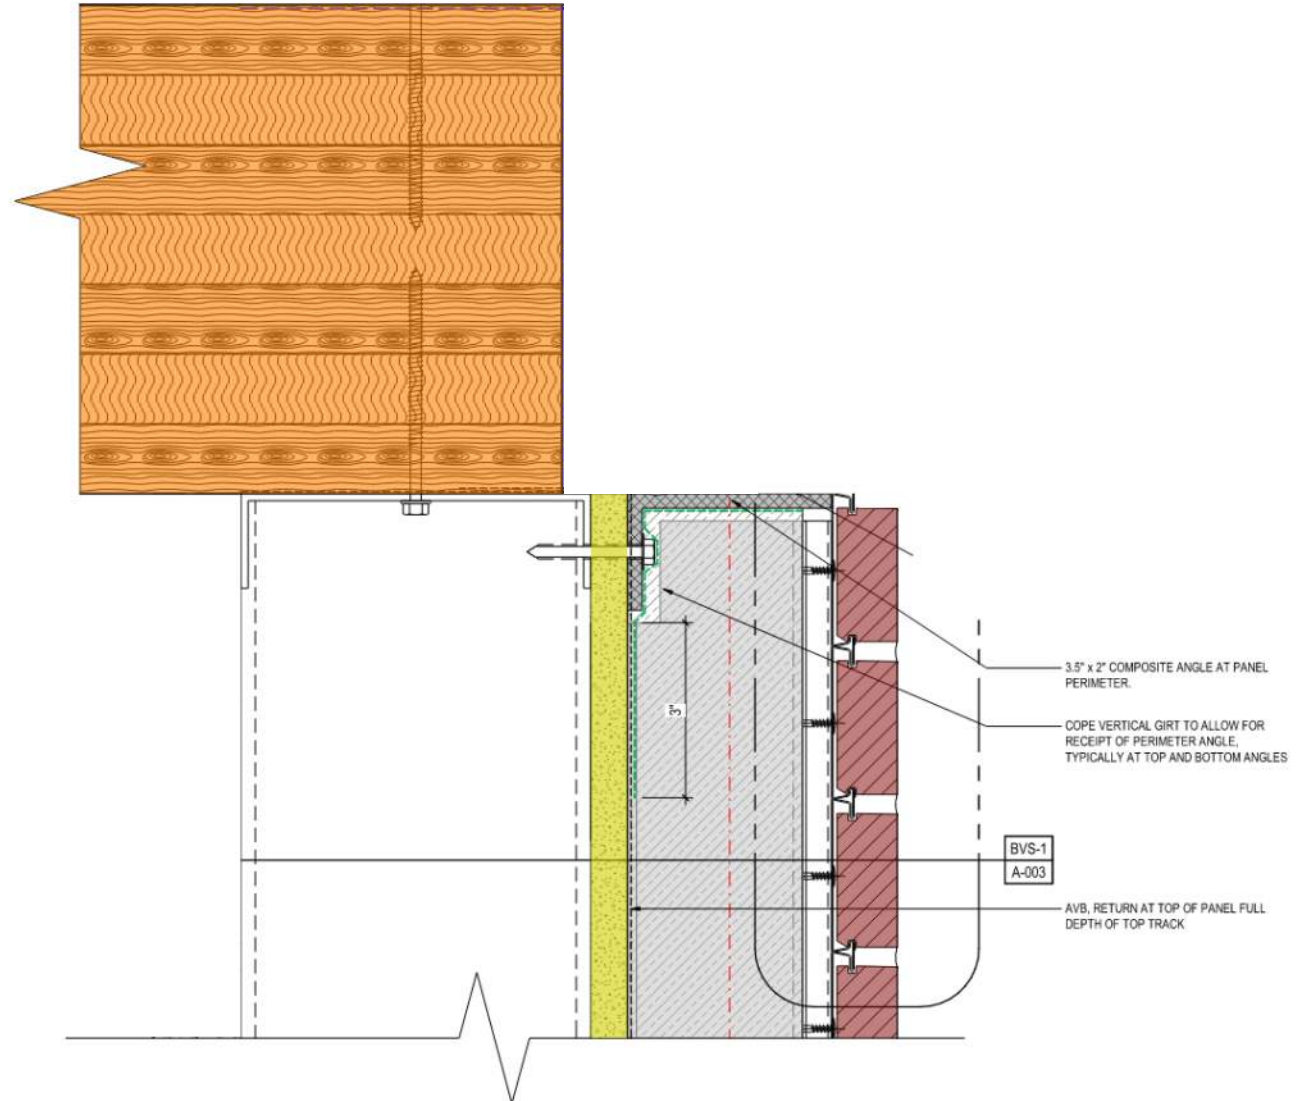 3.5" x 2" COMPOSITE ANGLE AT PANEL
PERIMETER.
3"
COPE VERTICAL GIRT TO ALLOW FOR
RECEIPT OF PERIMETER ANGLE,
TYPICALLY AT TOP AND BOTTOM ANGLES
BVS-1
A-003
AVB, RETURN AT TOP OF PANEL FULL
DEPTH OF TOP TRACK